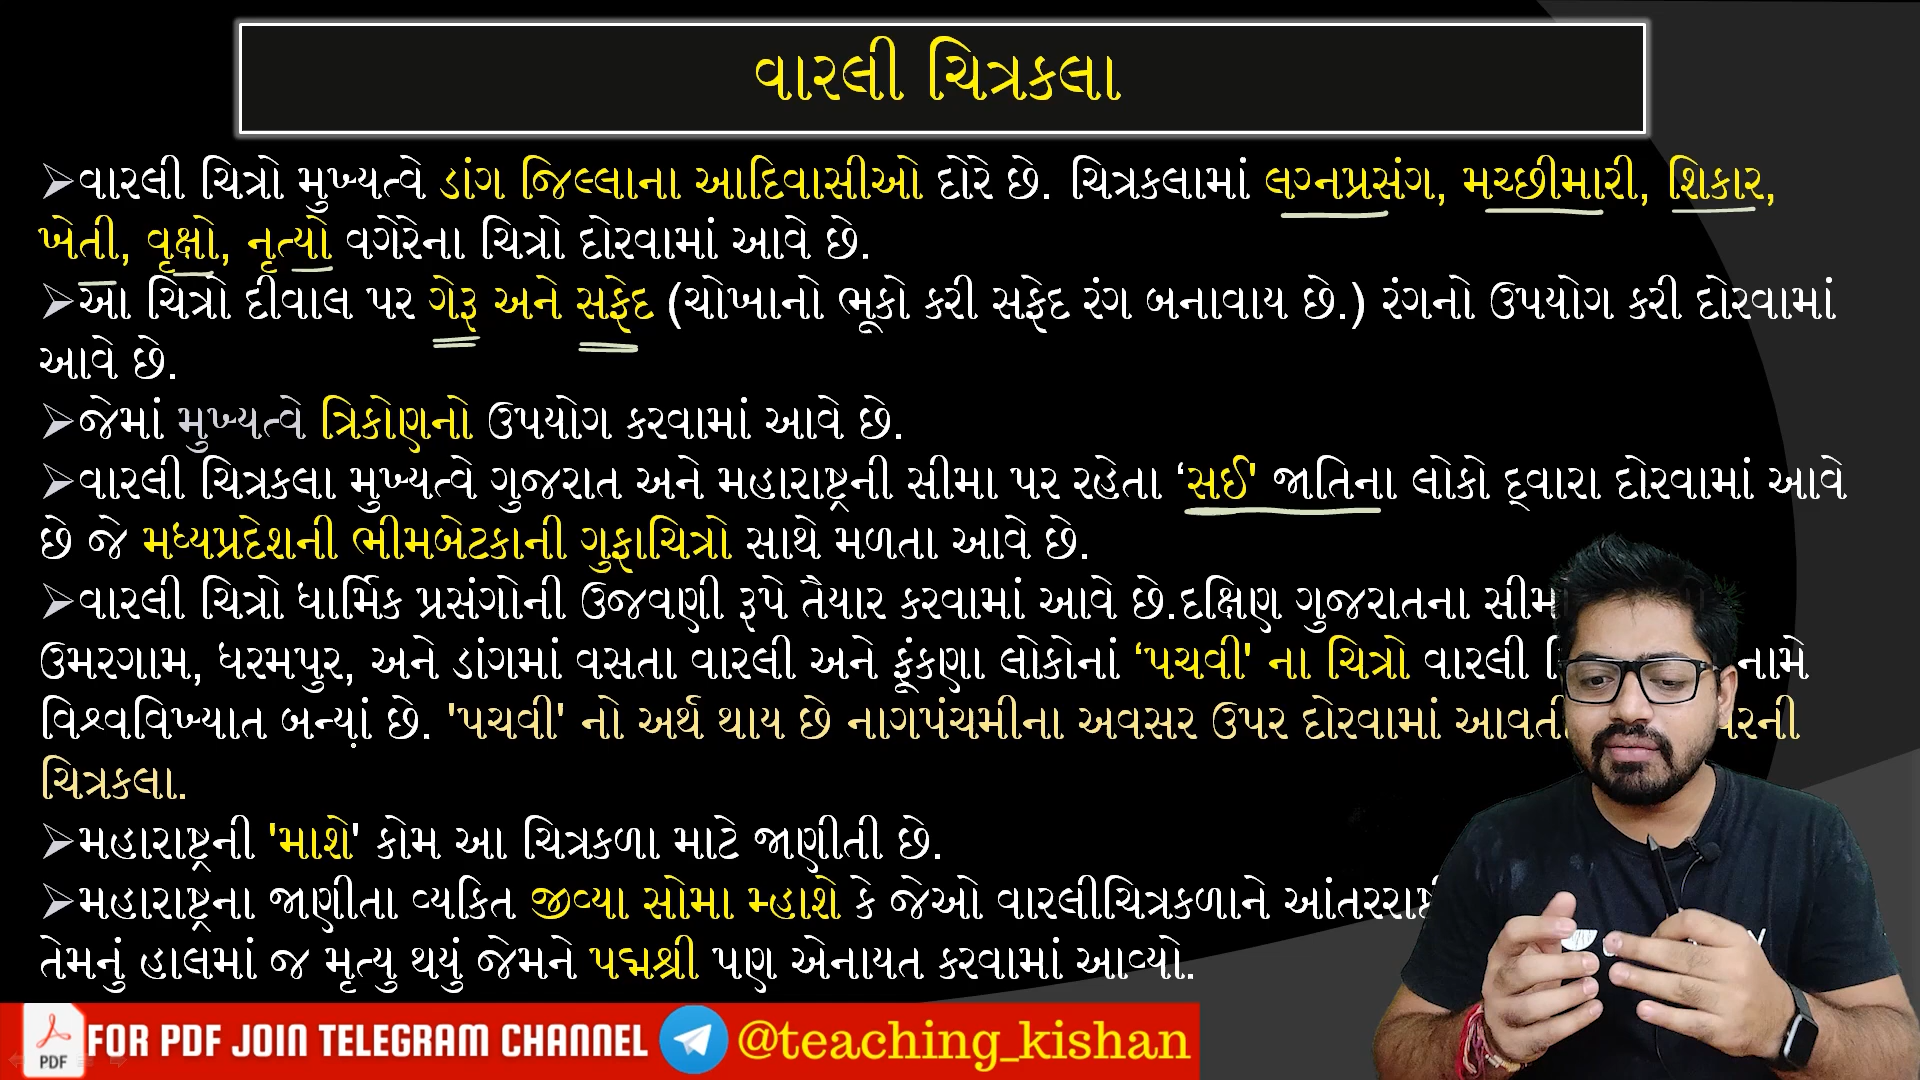 વારલી ચિત્રકલા
➢વારલી ચિત્રો મુખ્યત્વે ડાંગ જિલ્લાના આદિવાસીઓ દોરે છે. ચિત્રકલામાં લગ્નપ્રસંગ, મચ્છીમારી, શિકાર,
ખેતી, વૃક્ષો, નૃત્યો વગેરેના ચિત્રો દોરવામાં આવે છે.
➢આ ચિત્રો દીવાલ પર ગેરૂ અને સફેદ (ચોખાનો ભૂકો કરી સફેદ રંગ બનાવાય છે.) રંગનો ઉપયોગ કરી દોરવામાં
આવે છે.
➢જેમાં મુખ્યત્વે ત્રિકોણનો ઉપયોગ કરવામાં આવે છે.
➢વારલી ચિત્રકલા મુખ્યત્વે ગુજરાત અને મહારાષ્ટ્રની સીમા પર રહેતા ‘સઈ' જાતિના લોકો દ્વારા દોરવામાં આવે
છે જે મધ્યપ્રદેશની ભીમબેટકાની ગુફાચિત્રો સાથે મળતા આવે છે.
➢વારલી ચિત્રો ધાર્મિક પ્રસંગોની ઉજવણી રૂપે તૈયાર કરવામાં આવે છે.દક્ષિણ ગુજરાતના
ઉમરગામ, ધરમપુર, અને ડાંગમાં વસતા વારલી અને કૂંકણા લોકોનાં ‘પચવી' ના ચિત્રો વારલી નામે
વિશ્વવિખ્યાત બન્યાં છે. 'પચવી' નો અર્થ થાય છે નાગપંચમીના અવસર ઉપર દોરવામાં
ચિત્રકલા.
➢મહારાષ્ટ્રની 'માશે' કોમ આ ચિત્રકળા માટે જાણીતી છે.
➢મહારાષ્ટ્રના જાણીતા વ્યકિત જીવ્યા સોમા મ્હાશે કે જેઓ વારલીચિત્રકળાને
તેમનું હાલમાં જ મૃત્યુ થયું જેમને પદ્મશ્રી પણ એનાયત કરવામાં આવ્યો.
PDF FOR PDF JOIN TELEGRAM CHANNEL @teaching_kishan